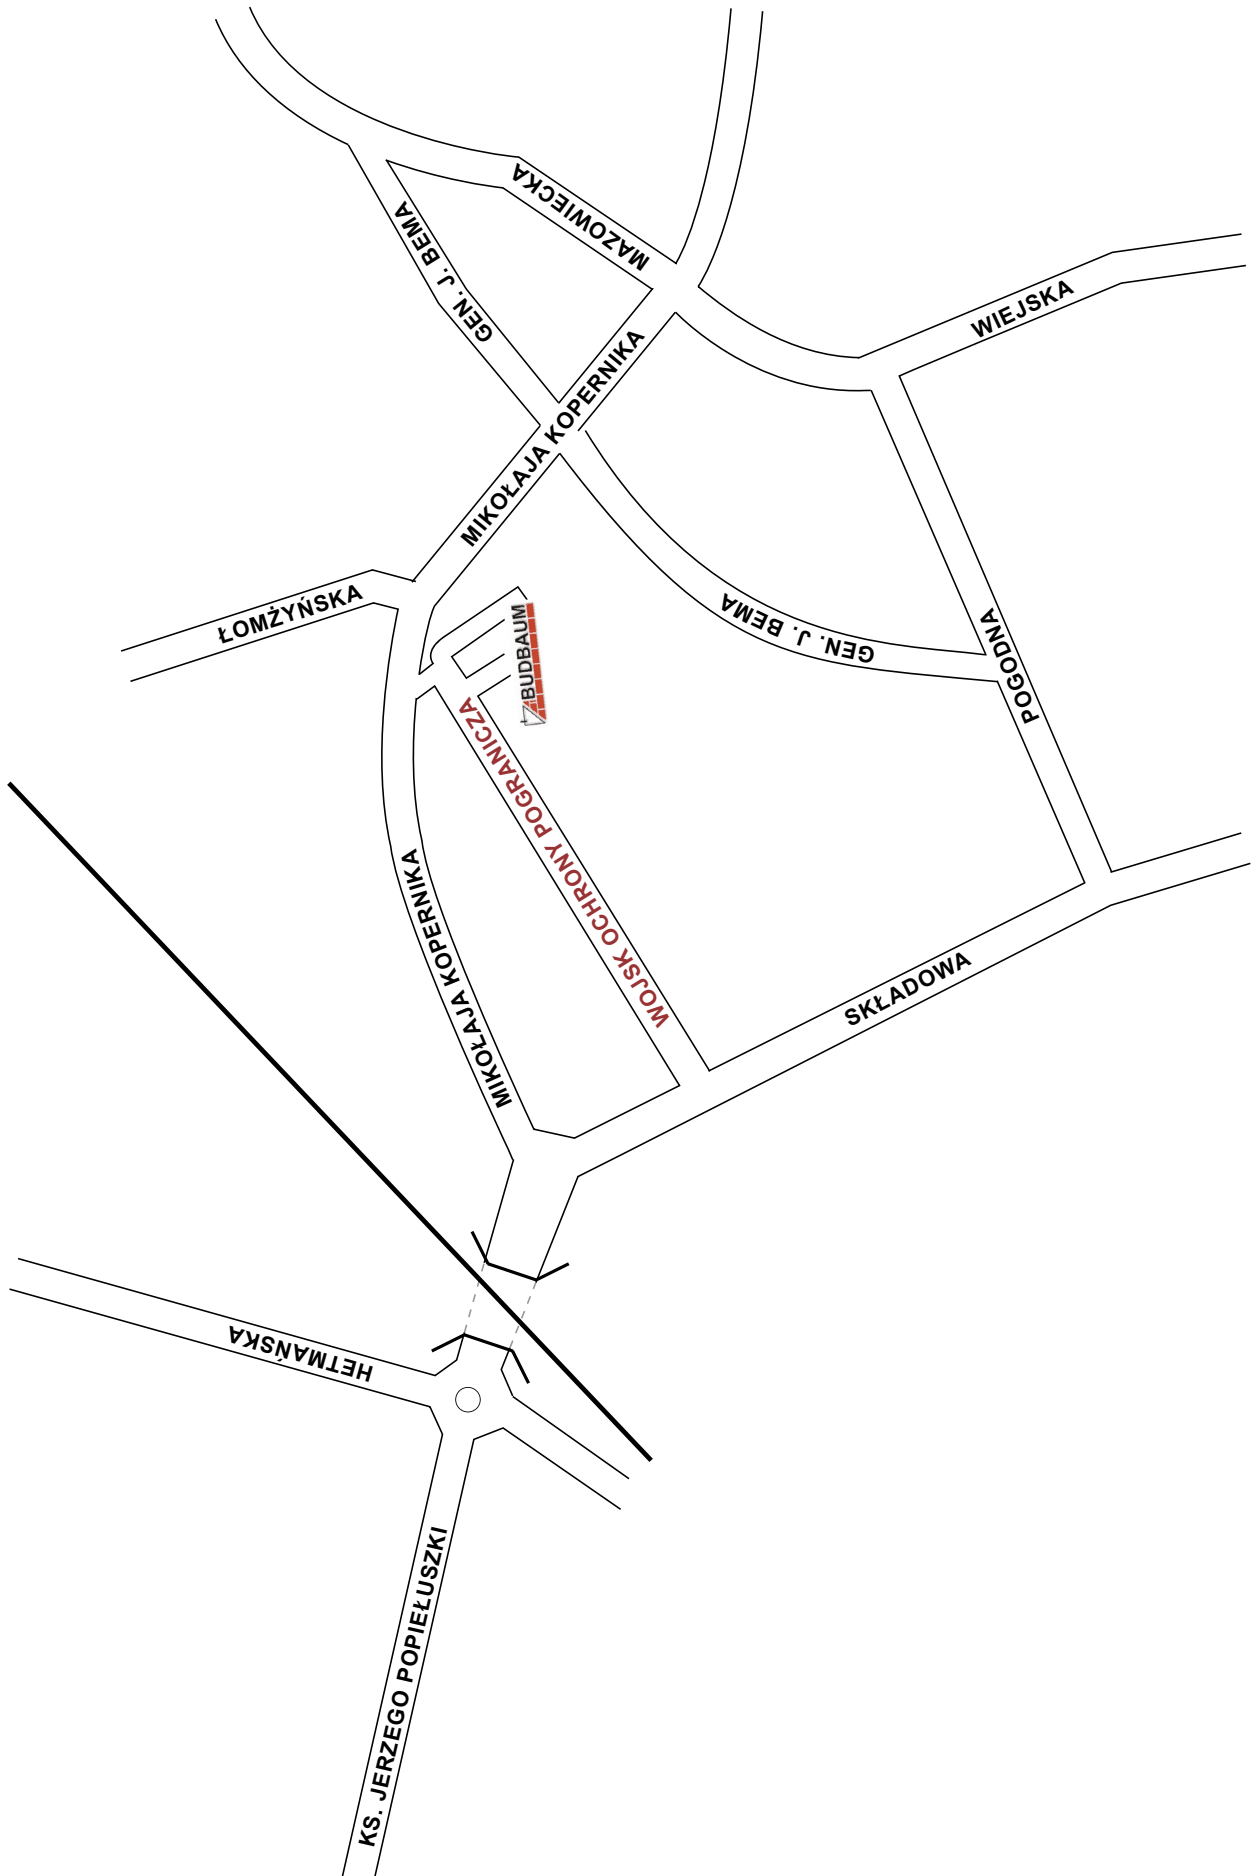 MAZOWIECKA
GEN. J. BEMA
WIEJSKA
MIKOŁAJA KOPERNIKA
ŁOMŻYŃSKA
BUDBAUM
GEN. J. BEMA
POGODNA
WOJSK OCHRONY POGRANICZA
MIKOŁAJA KOPERNIKA
SKŁADOWA
HETMAŃSKA
KS. JERZEGO POPIEŁUSZKI